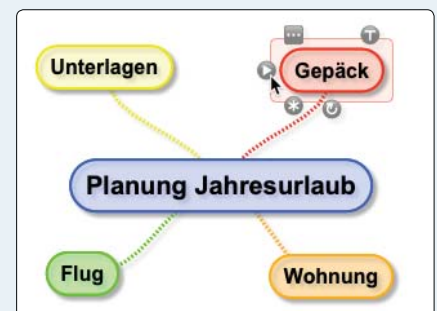 Unterlagen
Gepäck
Planung Jahresurlaub
Flug
Wohnung